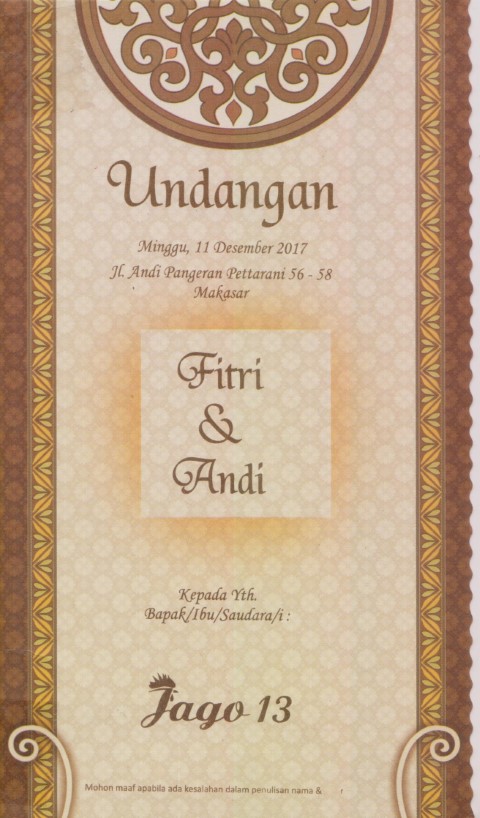 Undangan
Minggu, 11 Desember 2017
Jl. Andi Pangeran Pettarani 56 - 58
Makasar
Fitri
&
Andi
Kepada Yth.
Bapak/Ibu/Saudara/i :
Jago 13
Mohon maaf apabila ada kesalahan dalam penulisan nama &